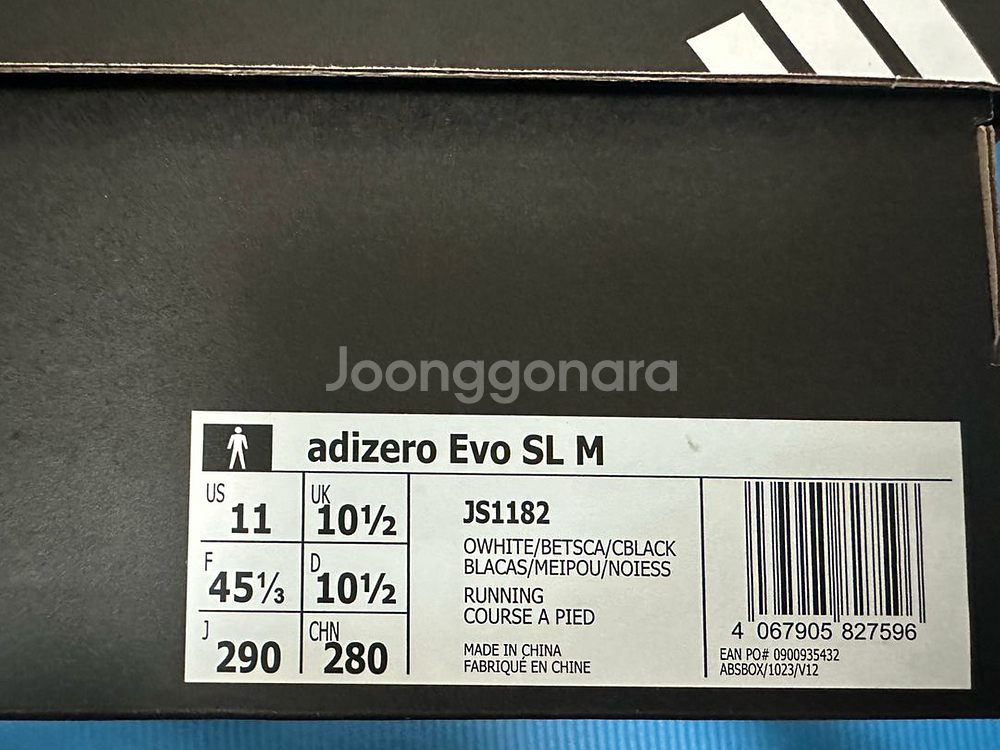 Joonggonara
adizero Evo SL M
US 11
UK 10½
F 45⅓
D 10½
J 290
CHN 280
JS1182
OWHITE/BETSCA/CBLACK
BLACAS/MEIPOU/NOIESS
RUNNING
COURSE A PIED
MADE IN CHINA
FABRIQUÉ EN CHINE
4 067905 827596
EAN PO# 0900935432
ABSBOX/1023/V12